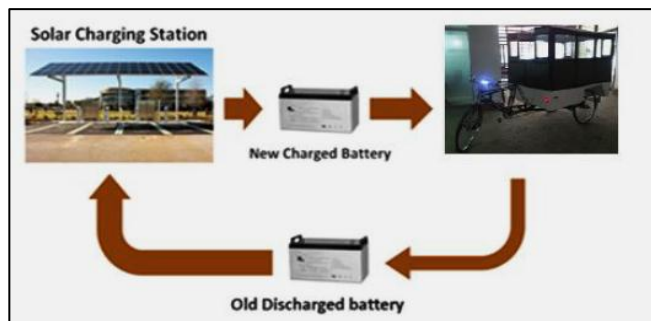 Solar Charging Station
New Charged Battery
Old Discharged battery